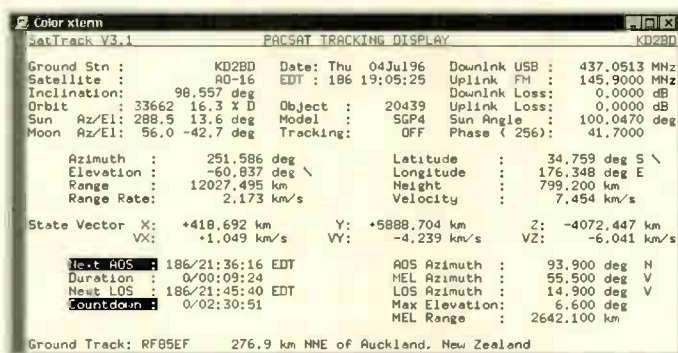 Color xterm
SatTrack V3.1 PACSAT TRACKING DISPLAY KD2BD
Ground Stn : KD2BD Date: Thu 04Jul96 Downlnk USB : 437.0513 MHz
Satellite : AO-16 EDT : 186 19:05:25 Uplink FM : 145.9000 MHz
Inclination: 98.557 deg Downlnk Loss: 0.0000 dB
Orbit : 33662 16.3 % D Object : 20439 Uplink Loss: 0.0000 dB
Sun Az/El: 288.5 13.6 deg Model : SGP4 Sun Angle : 100.0470 deg
Moon Az/El: 56.0 -42.7 deg Tracking: OFF Phase ( 256): 41.7000
Azimuth : 251.586 deg Latitude : 34.759 deg S \
Elevation : -60.837 deg \ Longitude : 176.348 deg E
Range : 12027.495 km Height : 799.200 km
Range Rate: 2.173 km/s Velocity : 7.454 km/s
State Vector X: +418.692 km Y: +5888.704 km Z: -4072.447 km
VX: +1.049 km/s VY: -4.239 km/s VZ: -6.041 km/s
Next AOS : 186/21:36:16 EDT AOS Azimuth : 93.900 deg N
Duration : 0/00:09:24 MEL Azimuth : 55.500 deg V
Next LOS : 186/21:45:40 EDT LOS Azimuth : 14.900 deg V
Countdown : 0/02:30:51 Max Elevation: 6.600 deg
MEL Range : 2642.100 km
Ground Track: RF85EF 276.9 km NNE of Auckland, New Zealand